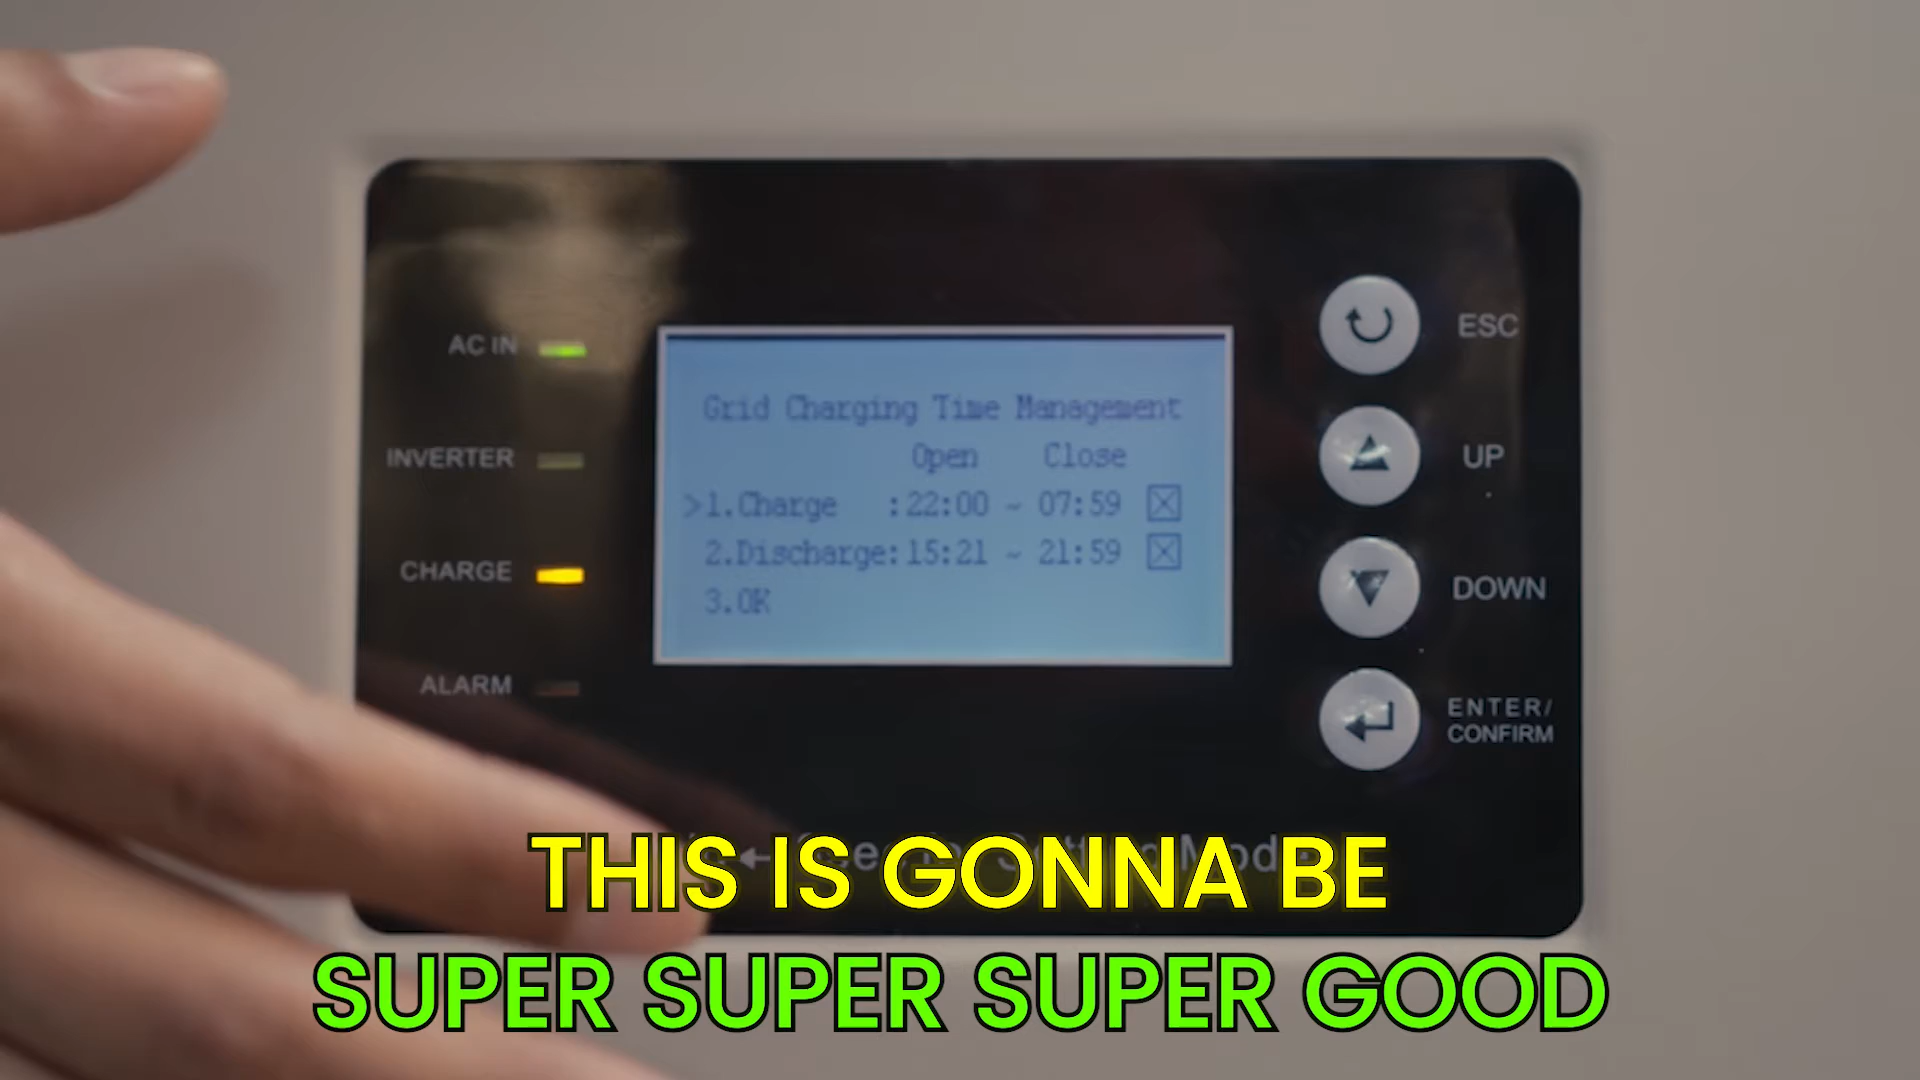 AC IN
INVERTER
CHARGE
ALARM
Grid Charging Time Management
Open Close
>1.Charge :22:00 ~ 07:59
2.Discharge:15:21 ~ 21:59
3.OK
ESC
UP
DOWN
ENTER/
CONFIRM
THIS IS GONNA BE
SUPER SUPER SUPER GOOD